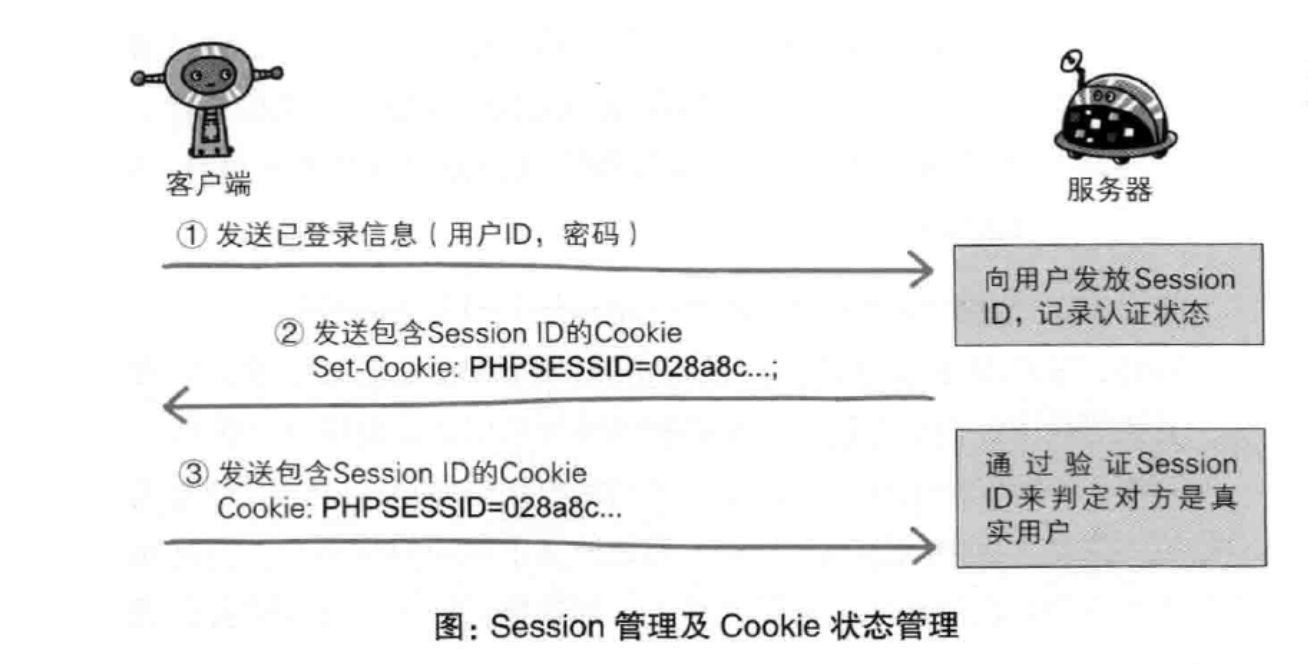 客户端
服务器
① 发送已登录信息（用户ID，密码）
向用户发放Session
ID，记录认证状态
② 发送包含Session ID的Cookie
Set-Cookie: PHPSESSID=028a8c...;
③ 发送包含Session ID的Cookie
Cookie: PHPSESSID=028a8c...
通过验证Session
ID来判定对方是真
实用户
图：Session 管理及 Cookie 状态管理